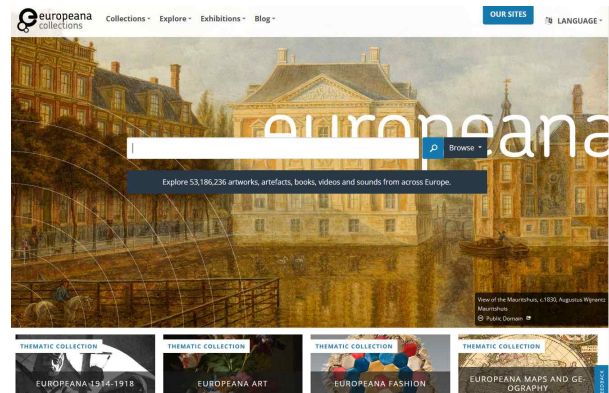 europeana
collections
Collections
Explore
Exhibitions
Blog
OUR SITES
LANGUAGE
europeana
Browse
Explore 53,186,236 artworks, artefacts, books, videos and sounds from across Europe.
View of the Mauritshuis, c.1830, Augustus Wijnantz
Mauritshuis
Public Domain
THEMATIC COLLECTION
EUROPEANA 1914-1918
THEMATIC COLLECTION
EUROPEANA ART
THEMATIC COLLECTION
EUROPEANA FASHION
THEMATIC COLLECTION
EUROPEANA MAPS AND GE-
OGRAPHY
FEEDBACK